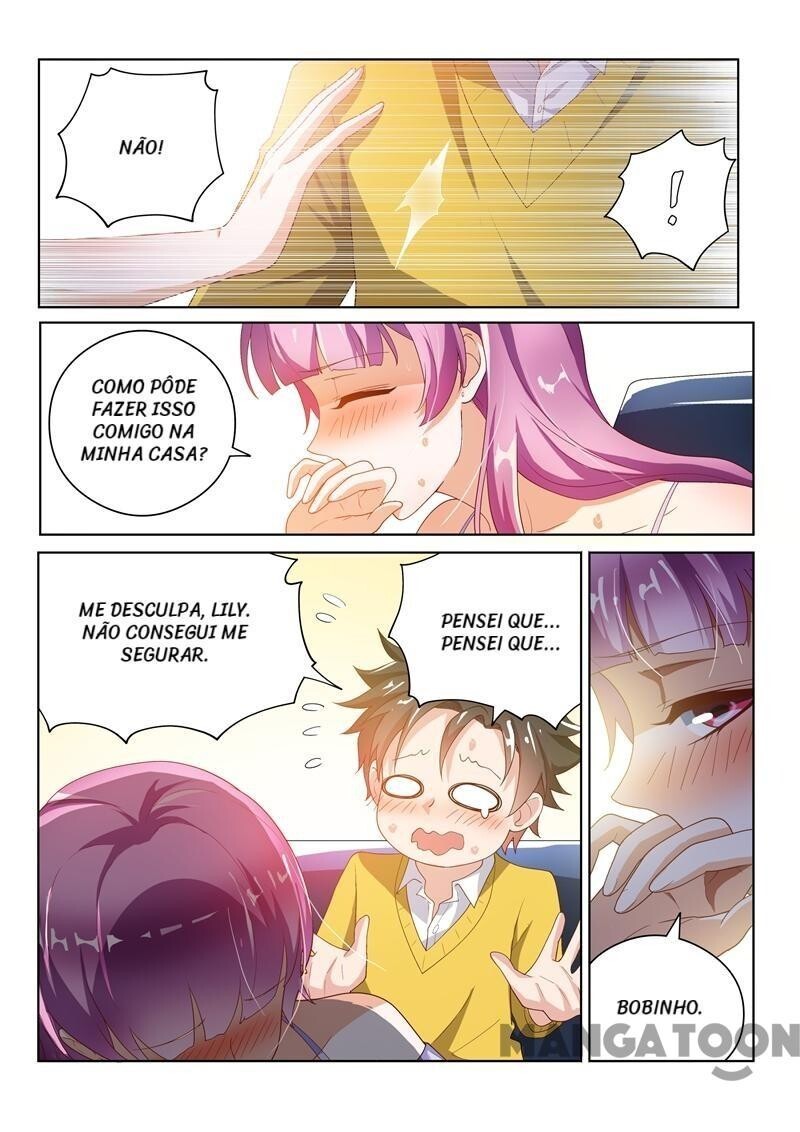 NÃO!
!
COMO PÔDE
FAZER ISSO
COMIGO NA
MINHA CASA?
ME DESCULPA, LILY.
NÃO CONSEGUI ME
SEGURAR.
PENSEI QUE...
PENSEI QUE...
BOBINHO.
MANGATOON